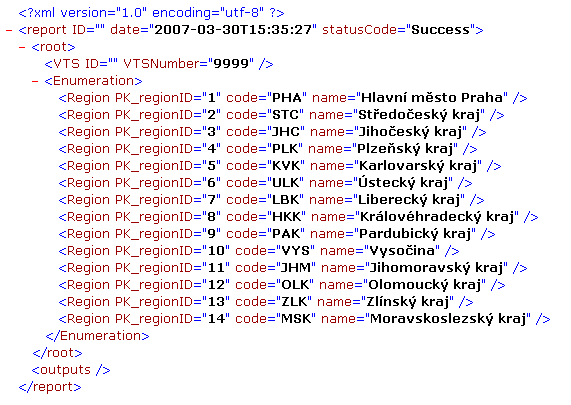 <?xml version="1.0" encoding="utf-8" ?>
- <report ID="" date="2007-03-30T15:35:27" statusCode="Success">
- <root>
<VTS ID="" VTSNumber="9999" />
- <Enumeration>
<Region PK_regionID="1" code="PHA" name="Hlavní město Praha" />
<Region PK_regionID="2" code="STC" name="Středočeský kraj" />
<Region PK_regionID="3" code="JHC" name="Jihočeský kraj" />
<Region PK_regionID="4" code="PLK" name="Plzeňský kraj" />
<Region PK_regionID="5" code="KVK" name="Karlovarský kraj" />
<Region PK_regionID="6" code="ULK" name="Ústecký kraj" />
<Region PK_regionID="7" code="LBK" name="Liberecký kraj" />
<Region PK_regionID="8" code="HKK" name="Královéhradecký kraj" />
<Region PK_regionID="9" code="PAK" name="Pardubický kraj" />
<Region PK_regionID="10" code="VYS" name="Vysočina" />
<Region PK_regionID="11" code="JHM" name="Jihomoravský kraj" />
<Region PK_regionID="12" code="OLK" name="Olomoucký kraj" />
<Region PK_regionID="13" code="ZLK" name="Zlínský kraj" />
<Region PK_regionID="14" code="MSK" name="Moravskoslezský kraj" />
</Enumeration>
</root>
<outputs />
</report>